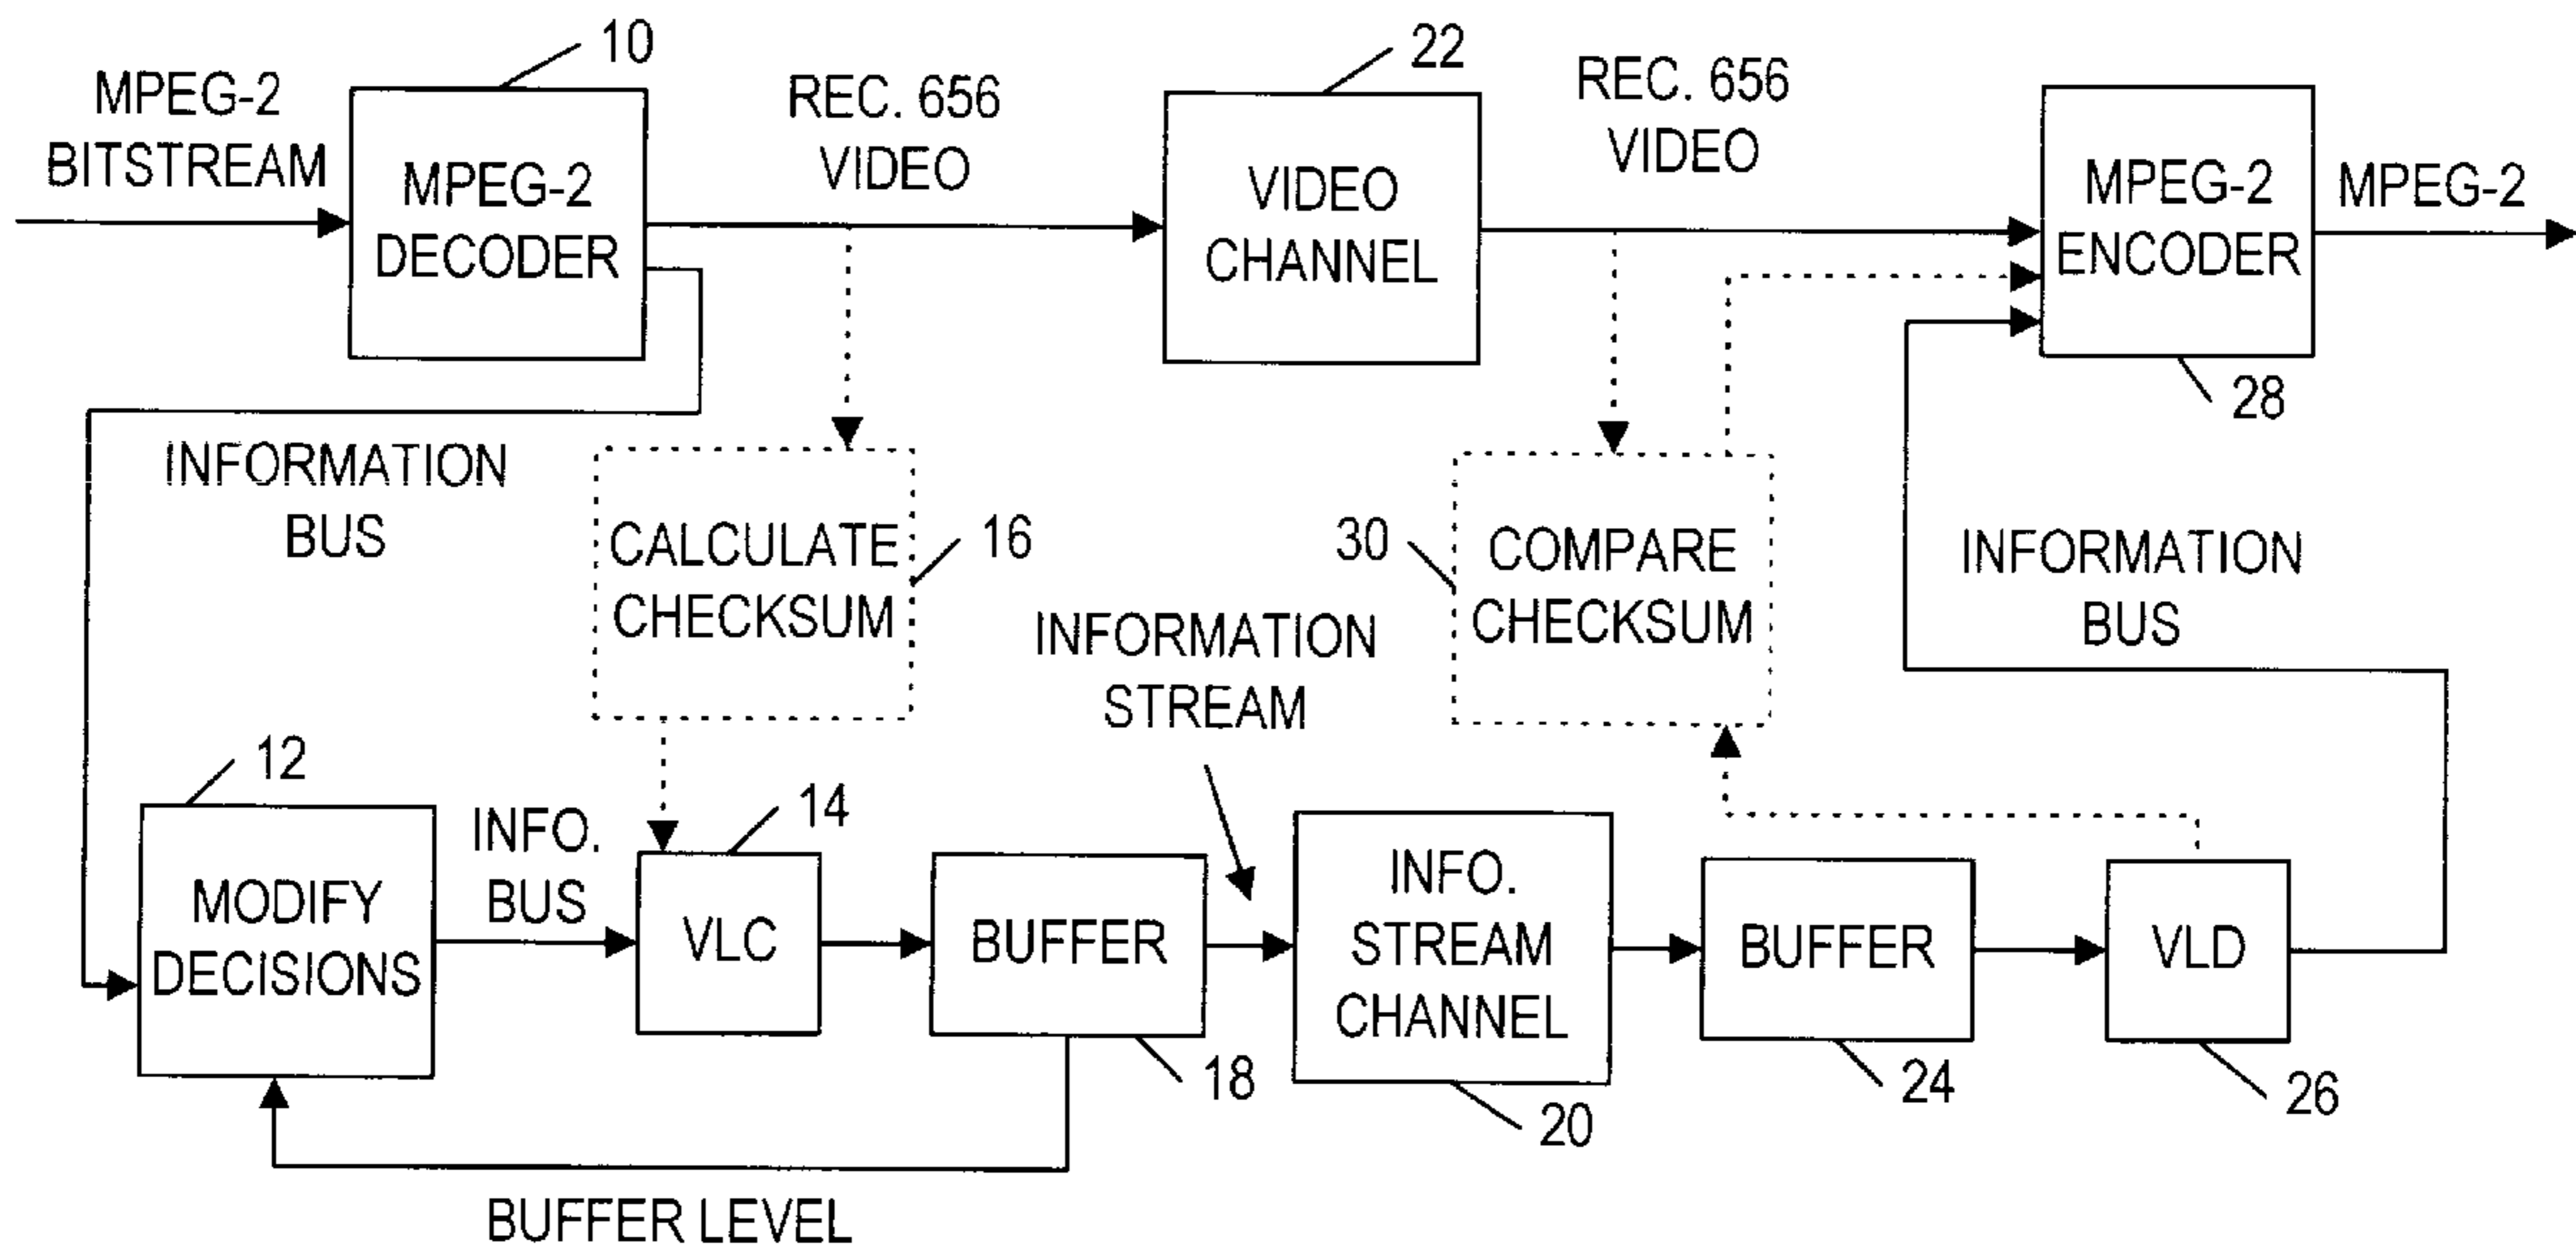 10
22
MPEG-2
BITSTREAM
MPEG-2
DECODER
REC. 656
VIDEO
VIDEO
CHANNEL
REC. 656
VIDEO
MPEG-2
ENCODER
MPEG-2
28
INFORMATION
BUS
CALCULATE
CHECKSUM
16
30
COMPARE
CHECKSUM
INFORMATION
BUS
INFORMATION
STREAM
12
MODIFY
DECISIONS
INFO.
BUS
14
VLC
BUFFER
18
INFO.
STREAM
CHANNEL
20
BUFFER
24
VLD
26
BUFFER LEVEL